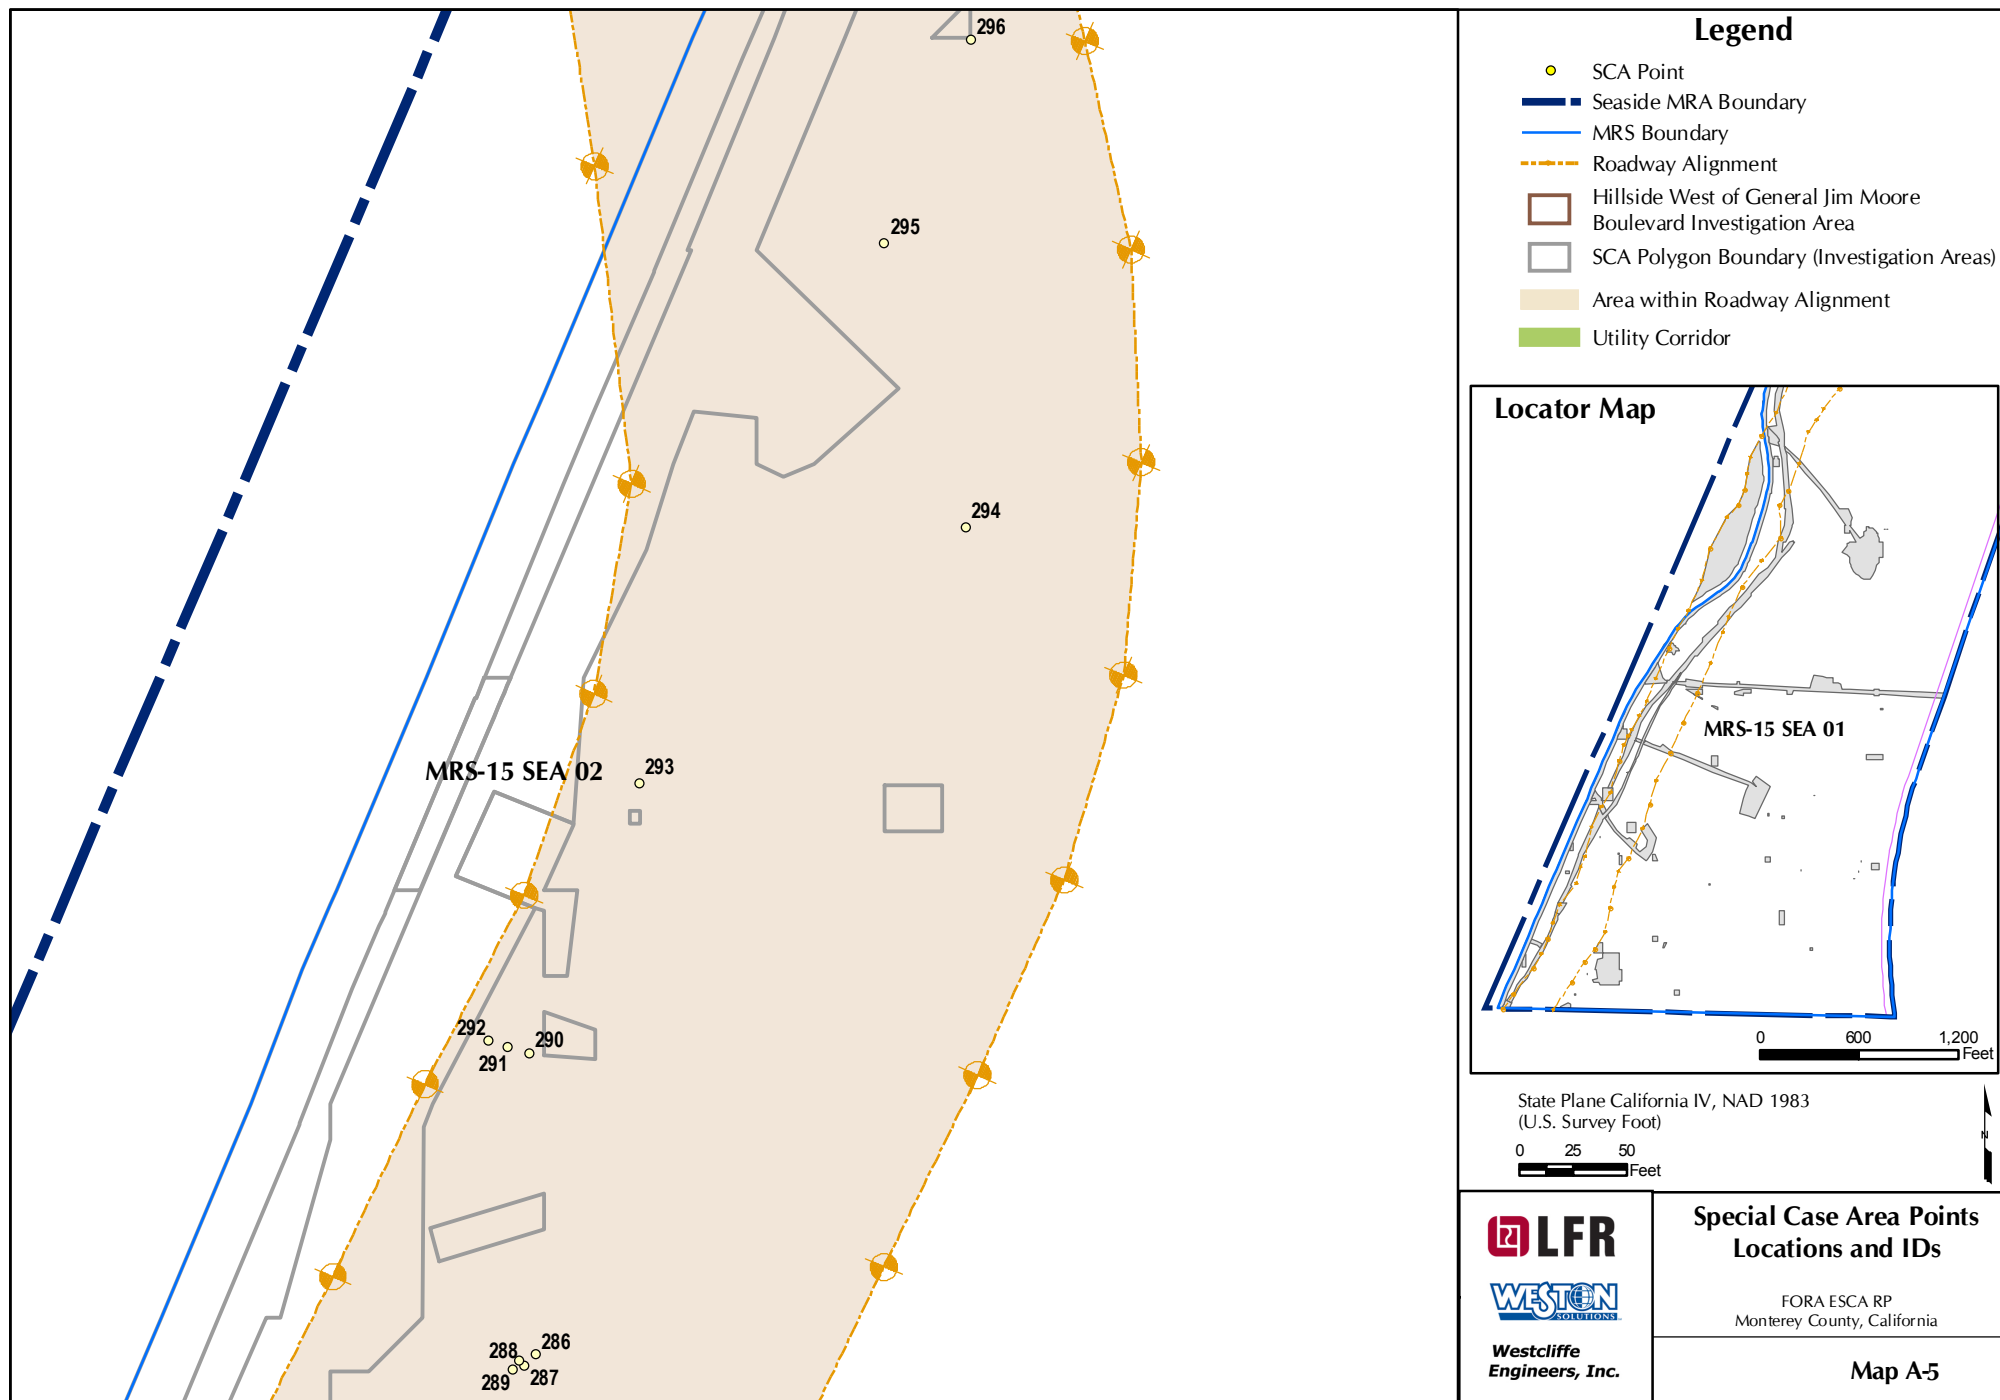 296
295
294
MRS-15 SEA 02
293
292
291
290
288
286
289
287
Legend
SCA Point
Seaside MRA Boundary
MRS Boundary
Roadway Alignment
Hillside West of General Jim Moore
Boulevard Investigation Area
SCA Polygon Boundary (Investigation Areas)
Area within Roadway Alignment
Utility Corridor
Locator Map
MRS-15 SEA 01
0 600 1,200
Feet
State Plane California IV, NAD 1983
(U.S. Survey Foot)
0 25 50
Feet
N
LFR
WESTON
SOLUTIONS
Westcliffe
Engineers, Inc.
Special Case Area Points
Locations and IDs
FORA ESCA RP
Monterey County, California
Map A-5